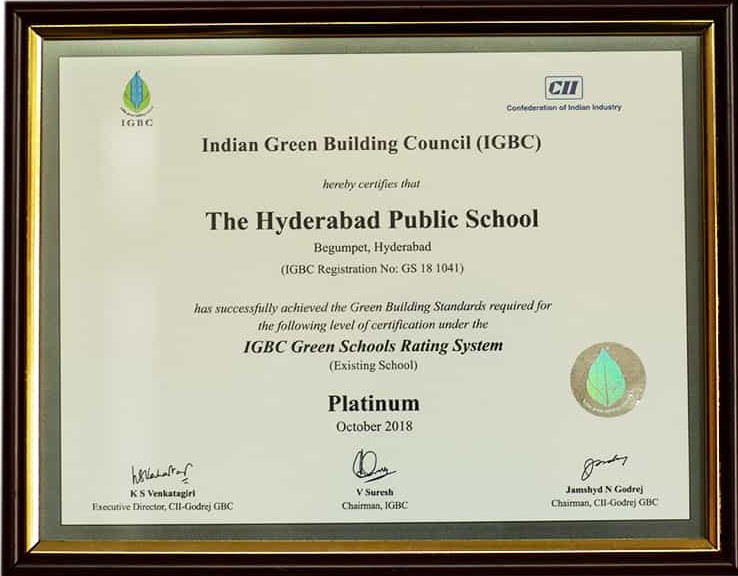 IGBC
CII
Confederation of Indian Industry
Indian Green Building Council (IGBC)
hereby certifies that
The Hyderabad Public School
Begumpet, Hyderabad
(IGBC Registration No: GS 18 1041)
has successfully achieved the Green Building Standards required for
the following level of certification under the
IGBC Green Schools Rating System
(Existing School)
Platinum
October 2018
K S Venkatagiri
Executive Director, CII-Godrej GBC
V Suresh
Chairman, IGBC
Jamshyd N Godrej
Chairman, CII-Godrej GBC